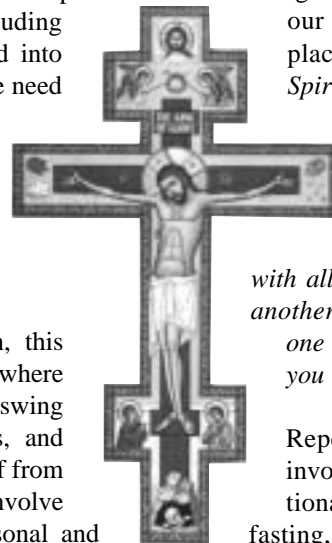 uding
d into
e need
, this
where
swing
s, and
f from
nvolve
sonal and
our
plac
Spir
with all
another
one
you
Repe
invo
tiona
fasting,